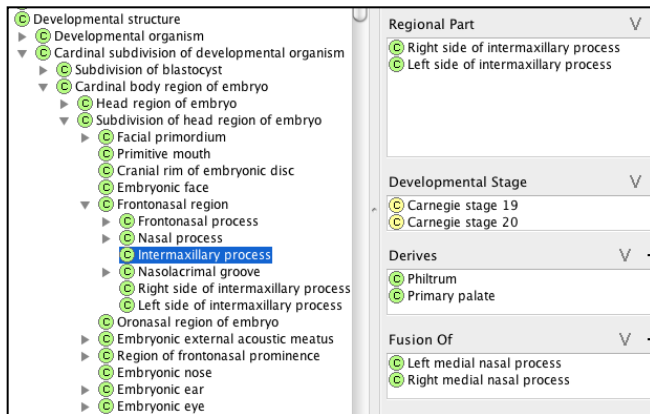 Developmental structure
Developmental organism
Cardinal subdivision of developmental organism
Subdivision of blastocyst
Cardinal body region of embryo
Head region of embryo
Subdivision of head region of embryo
Facial primordium
Primitive mouth
Cranial rim of embryonic disc
Embryonic face
Frontonasal region
Frontonasal process
Nasal process
Intermaxillary process
Nasolacrimal groove
Right side of intermaxillary process
Left side of intermaxillary process
Oronasal region of embryo
Embryonic external acoustic meatus
Region of frontonasal prominence
Embryonic nose
Embryonic ear
Embryonic eye
Regional Part
Right side of intermaxillary process
Left side of intermaxillary process
Developmental Stage
Carnegie stage 19
Carnegie stage 20
Derives
Philtrum
Primary palate
Fusion Of
Left medial nasal process
Right medial nasal process